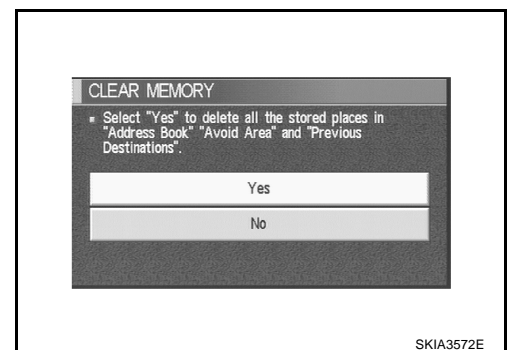 CLEAR MEMORY
▪ Select "Yes" to delete all the stored places in
"Address Book" "Avoid Area" and "Previous
Destinations".
Yes
No
SKIA3572E